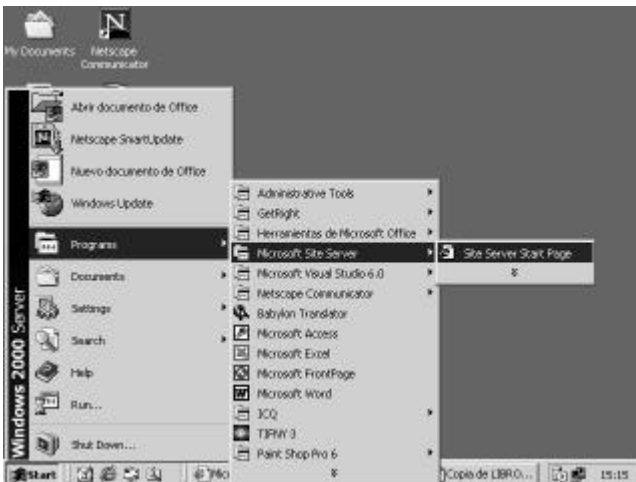 My Documents
Netscape
Communicator
Abrir documento de Office
Netscape SmartUpdate
Nuevo documento de Office
Windows Update
Programs
Documents
Settings
Search
Help
Run...
Shut Down...
Windows 2000 Server
Administrative Tools
GetRight
Herramientas de Microsoft Office
Microsoft Site Server
Microsoft Visual Studio 6.0
Netscape Communicator
Babylon Translator
Microsoft Access
Microsoft Excel
Microsoft FrontPage
Microsoft Word
ICQ
TIFNY 3
Paint Shop Pro 6
Site Server Start Page
Start
Copia de LIBRO...
15:15